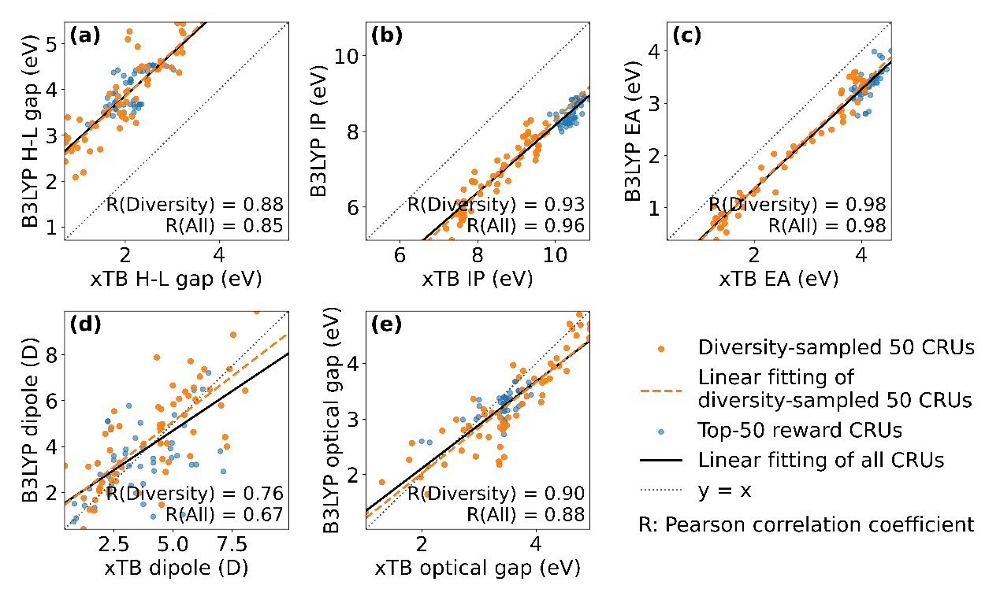 (a)
B3LYP H-L gap (eV)
5
4
3
2
1
R(Diversity) = 0.88
R(All) = 0.85
2
4
xTB H-L gap (eV)
(b)
B3LYP IP (eV)
10
8
6
R(Diversity) = 0.93
R(All) = 0.96
6
8
10
xTB IP (eV)
(c)
B3LYP EA (eV)
4
3
2
1
R(Diversity) = 0.98
R(All) = 0.98
2
4
xTB EA (eV)
(d)
B3LYP dipole (D)
8
6
4
2
R(Diversity) = 0.76
R(All) = 0.67
2.5
5.0
7.5
xTB dipole (D)
(e)
B3LYP optical gap (eV)
4
3
2
R(Diversity) = 0.90
R(All) = 0.88
2
4
xTB optical gap (eV)
Diversity-sampled 50 CRUs
Linear fitting of
diversity-sampled 50 CRUs
Top-50 reward CRUs
Linear fitting of all CRUs
y = x
R: Pearson correlation coefficient